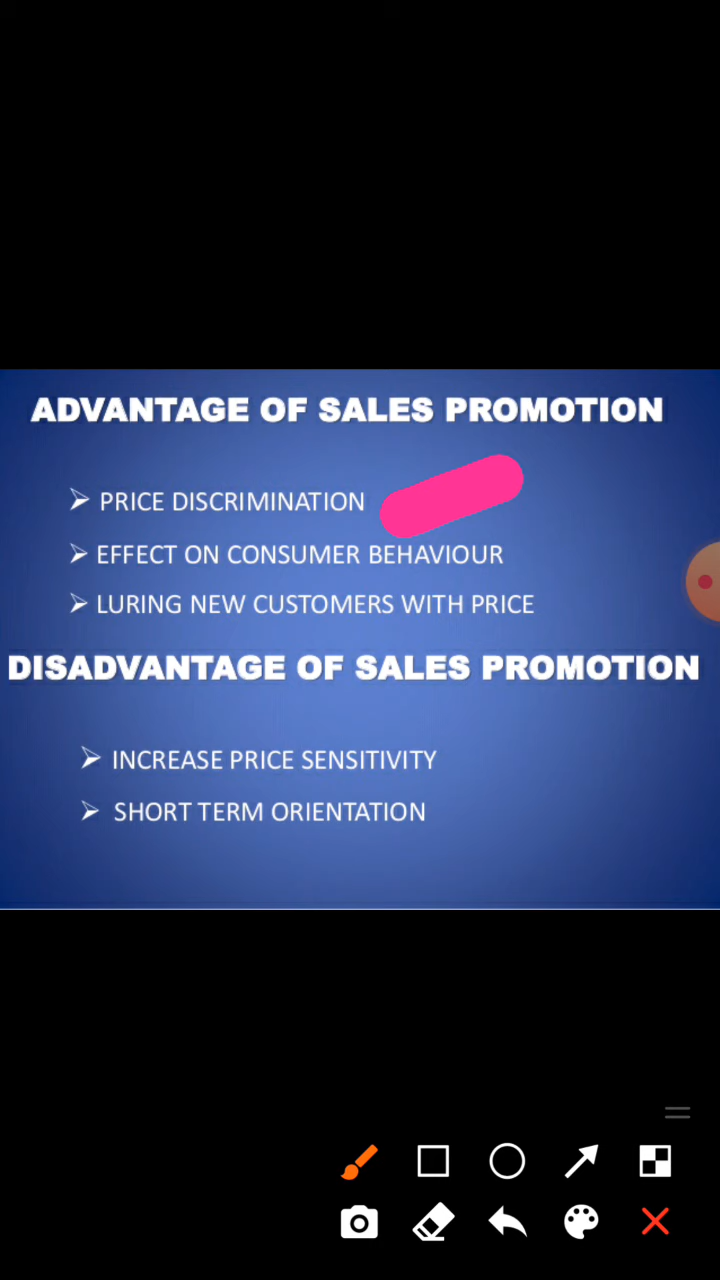 ADVANTAGE OF SALES PROMOTION
➢ PRICE DISCRIMINATION
➢ EFFECT ON CONSUMER BEHAVIOUR
➢ LURING NEW CUSTOMERS WITH PRICE
DISADVANTAGE OF SALES PROMOTION
➢ INCREASE PRICE SENSITIVITY
➢ SHORT TERM ORIENTATION